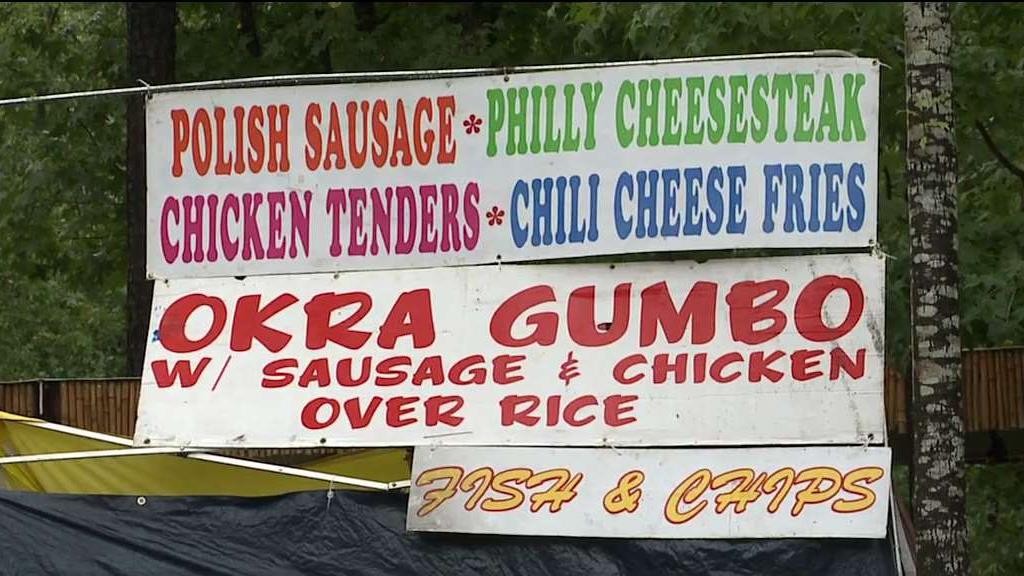 POLISH SAUSAGE * PHILLY CHEESESTEAK
CHICKEN TENDERS * CHILI CHEESE FRIES
OKRA GUMBO
W/ SAUSAGE & CHICKEN
OVER RICE
FISH & CHIPS